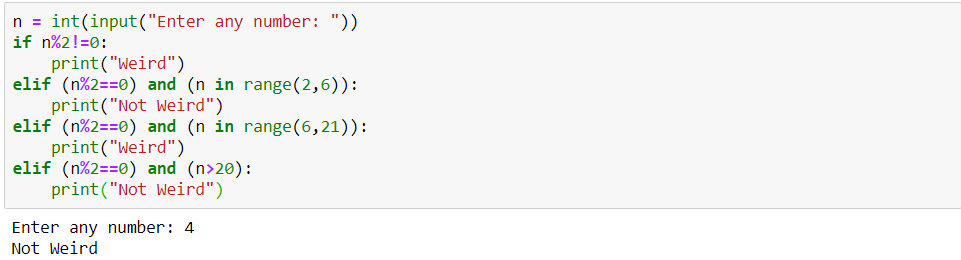 n = int(input("Enter any number: "))
if n%2!=0:
    print("Weird")
elif (n%2==0) and (n in range(2,6)):
    print("Not Weird")
elif (n%2==0) and (n in range(6,21)):
    print("Weird")
elif (n%2==0) and (n>20):
    print("Not Weird")
Enter any number: 4
Not Weird